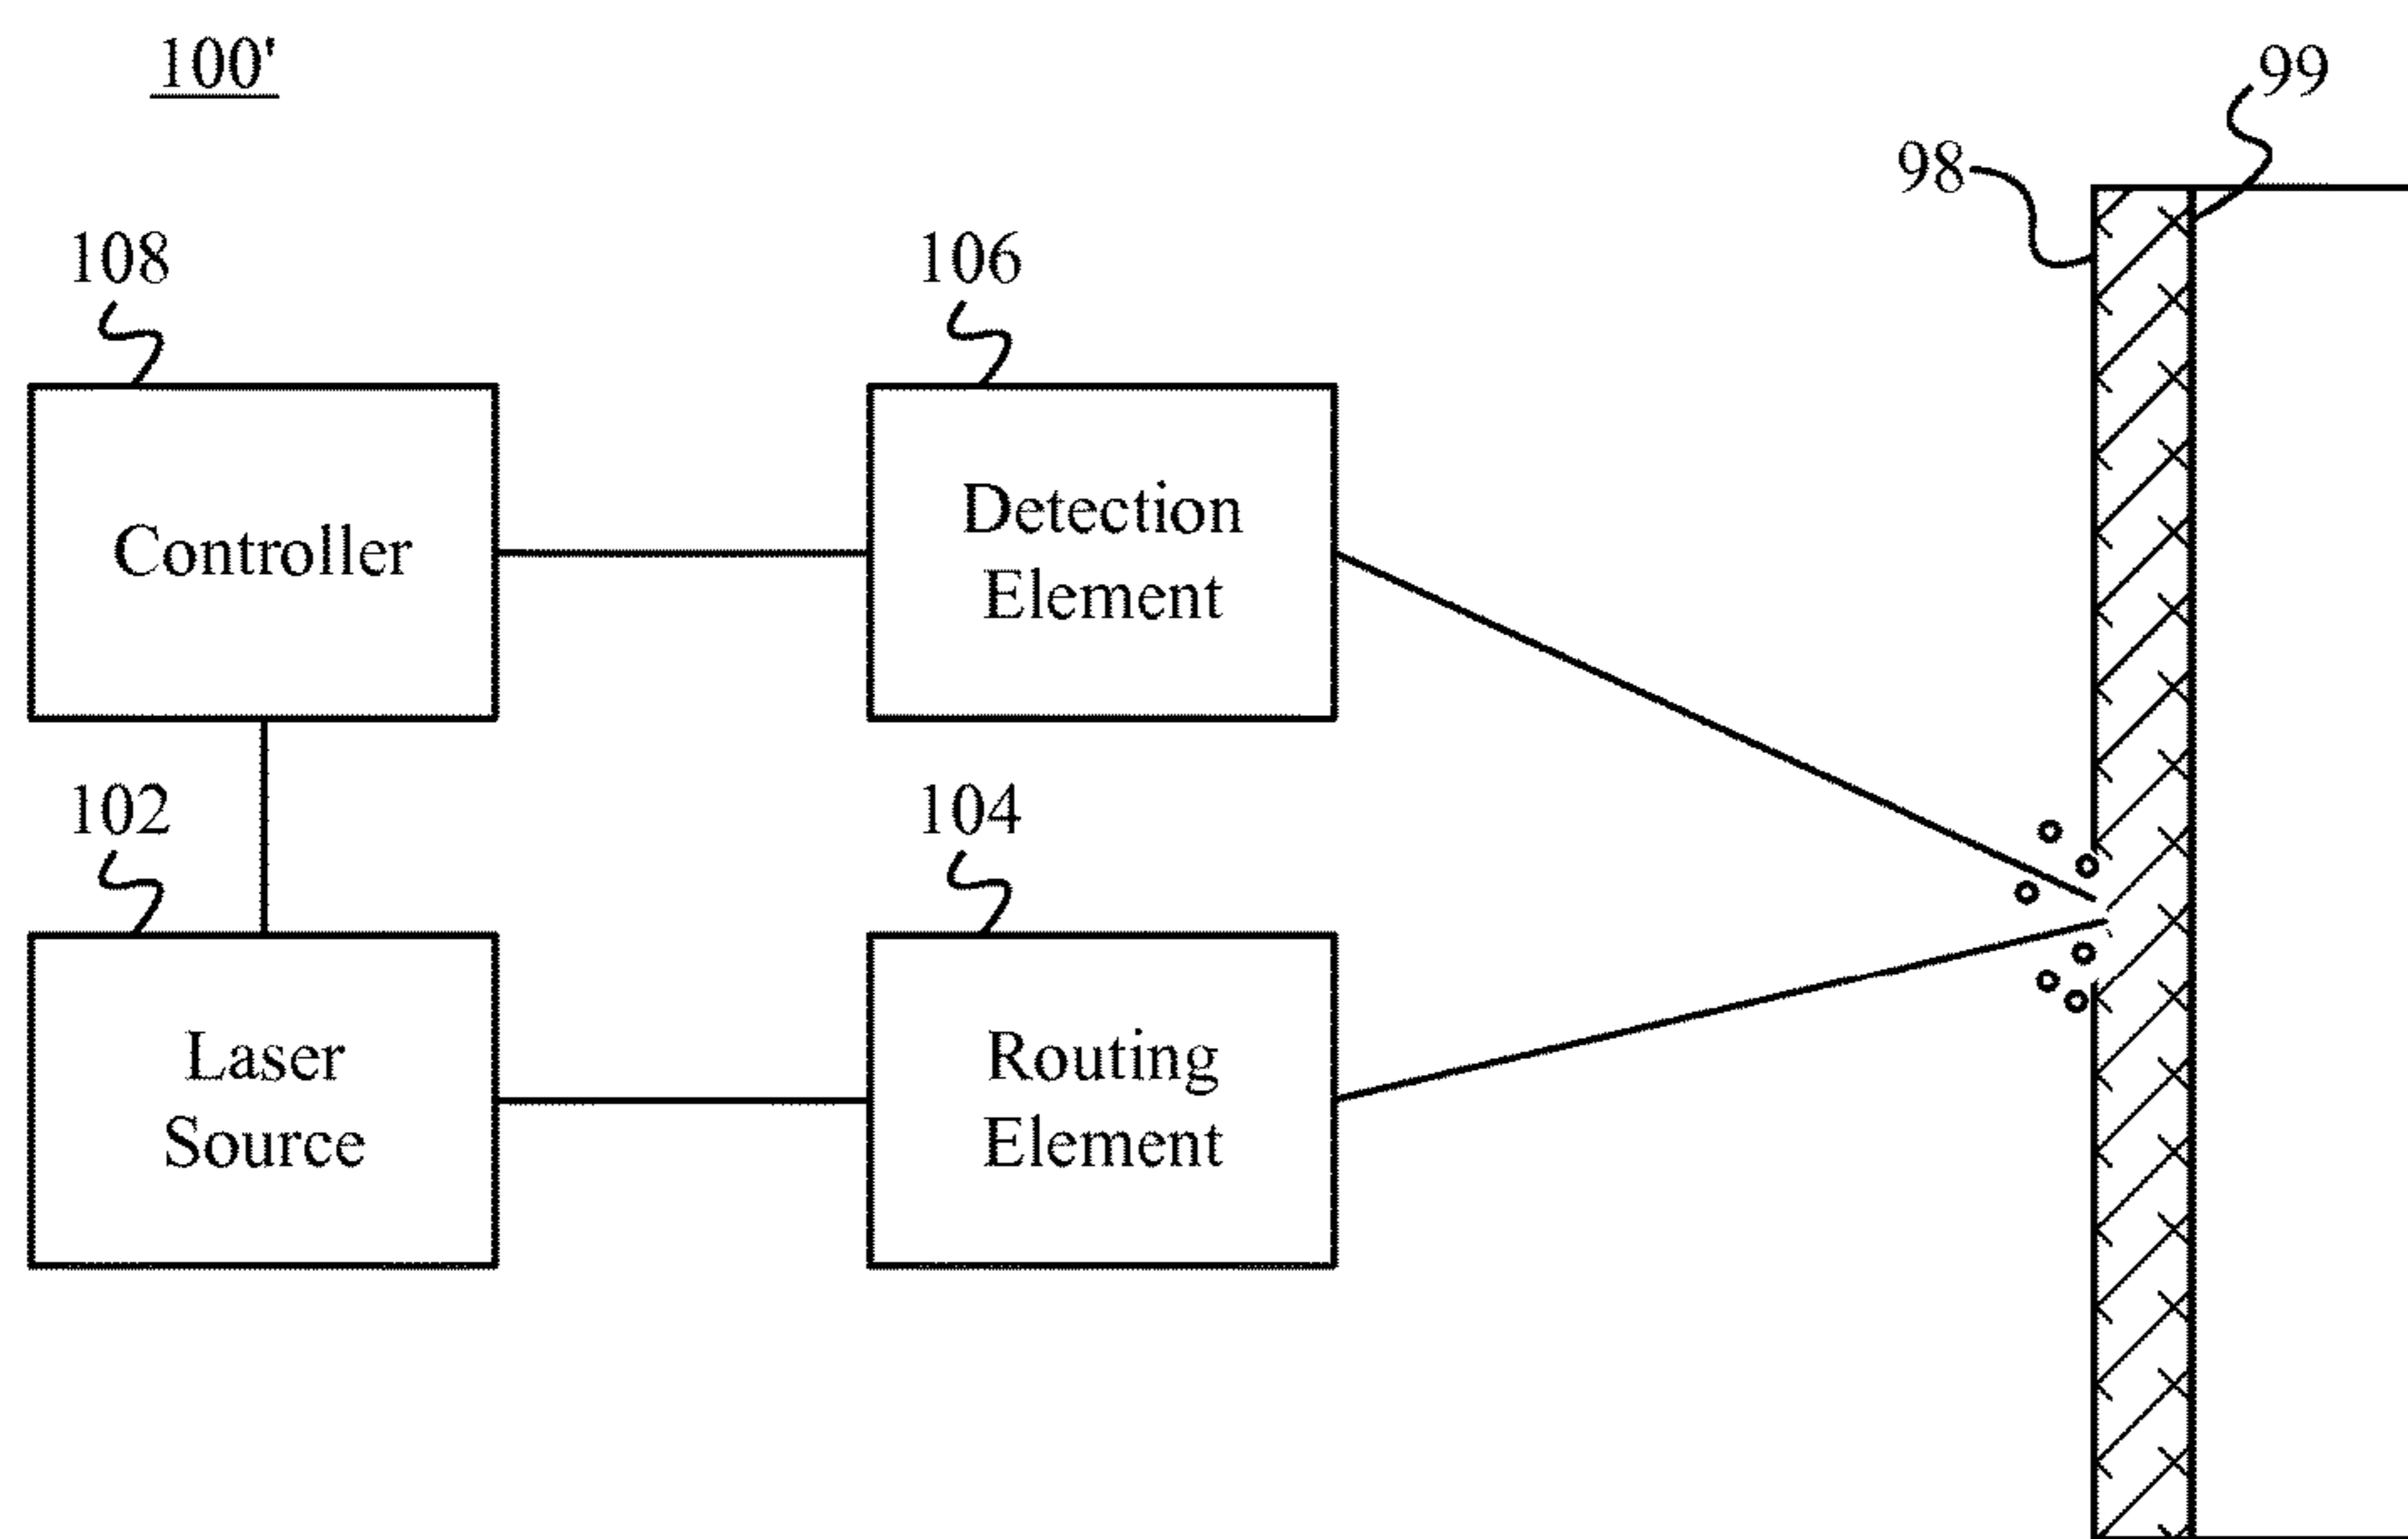 100'
99
98
108
106
Controller
Detection
Element
102
104
Laser
Source
Routing
Element